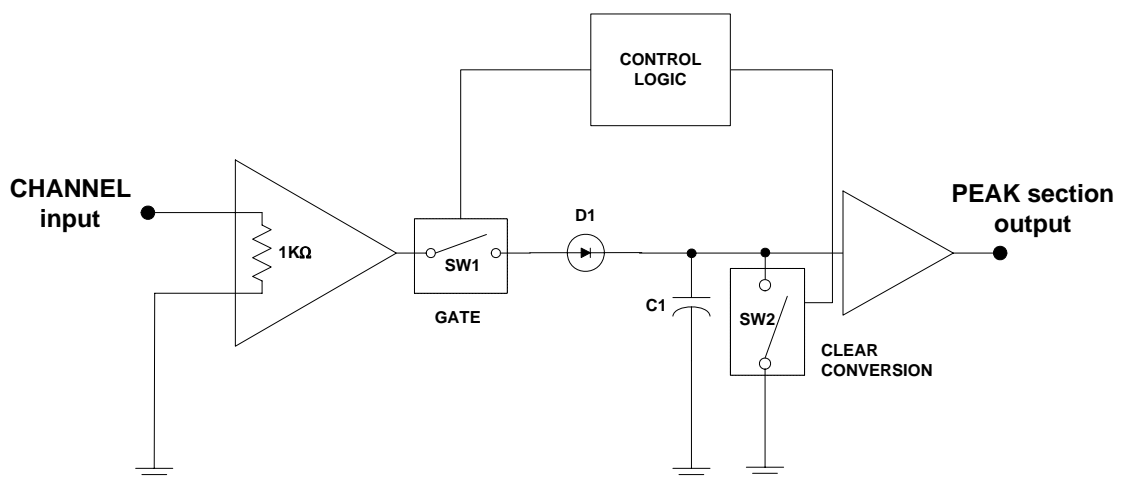 CONTROL
LOGIC
CHANNEL
input
1KΩ
SW1
GATE
D1
C1
SW2
CLEAR
CONVERSION
PEAK section
output